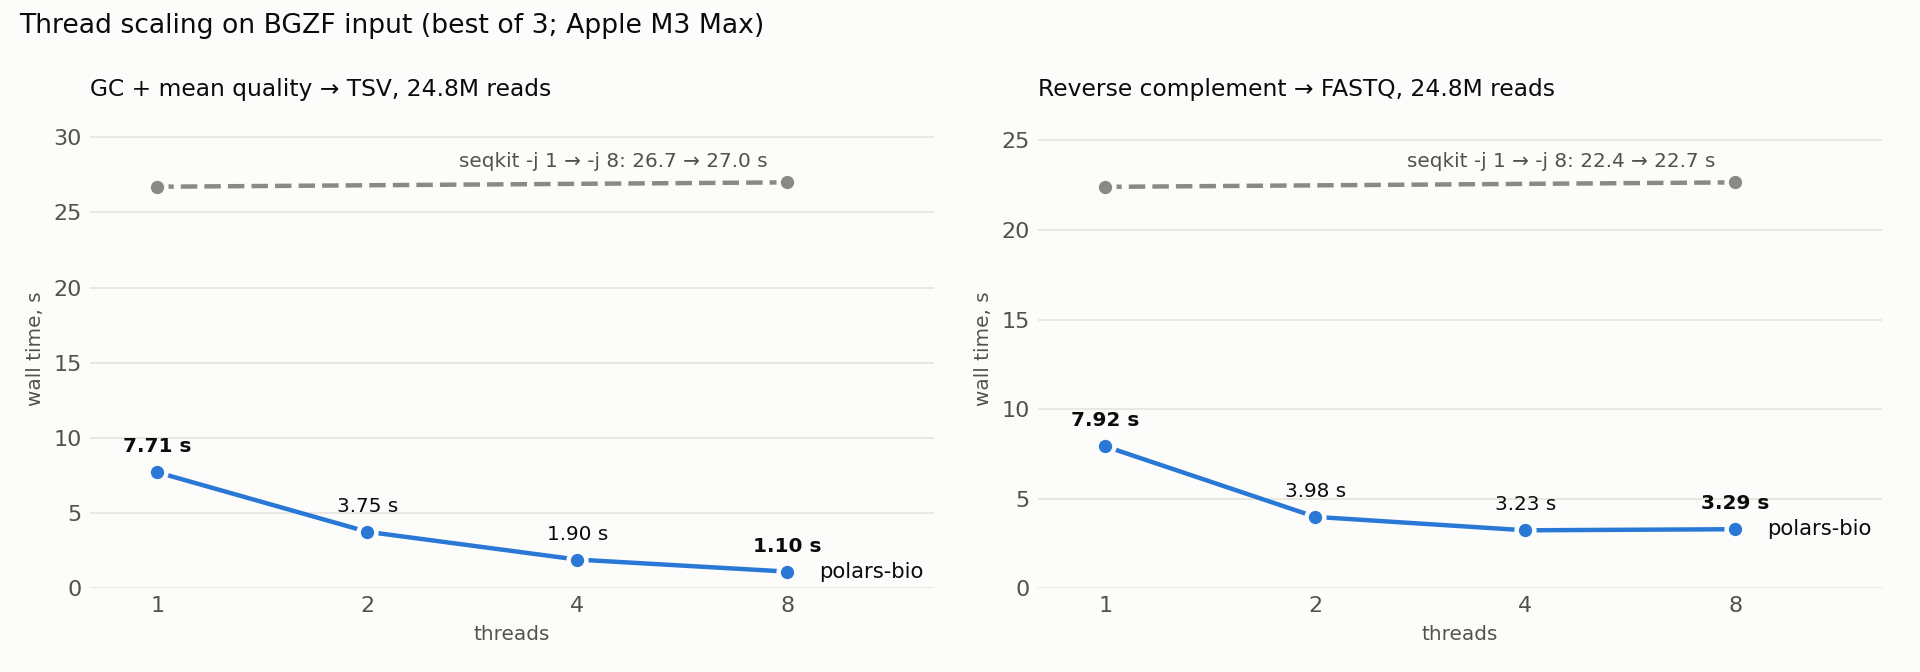 Thread scaling on BGZF input (best of 3; Apple M3 Max)
GC + mean quality → TSV, 24.8M reads
30
25
20
15
10
5
0
wall time, s
seqkit -j 1 → -j 8: 26.7 → 27.0 s
7.71 s
3.75 s
1.90 s
1.10 s
polars-bio
1
2
4
8
threads
Reverse complement → FASTQ, 24.8M reads
25
20
15
10
5
0
wall time, s
seqkit -j 1 → -j 8: 22.4 → 22.7 s
7.92 s
3.98 s
3.23 s
3.29 s
polars-bio
1
2
4
8
threads